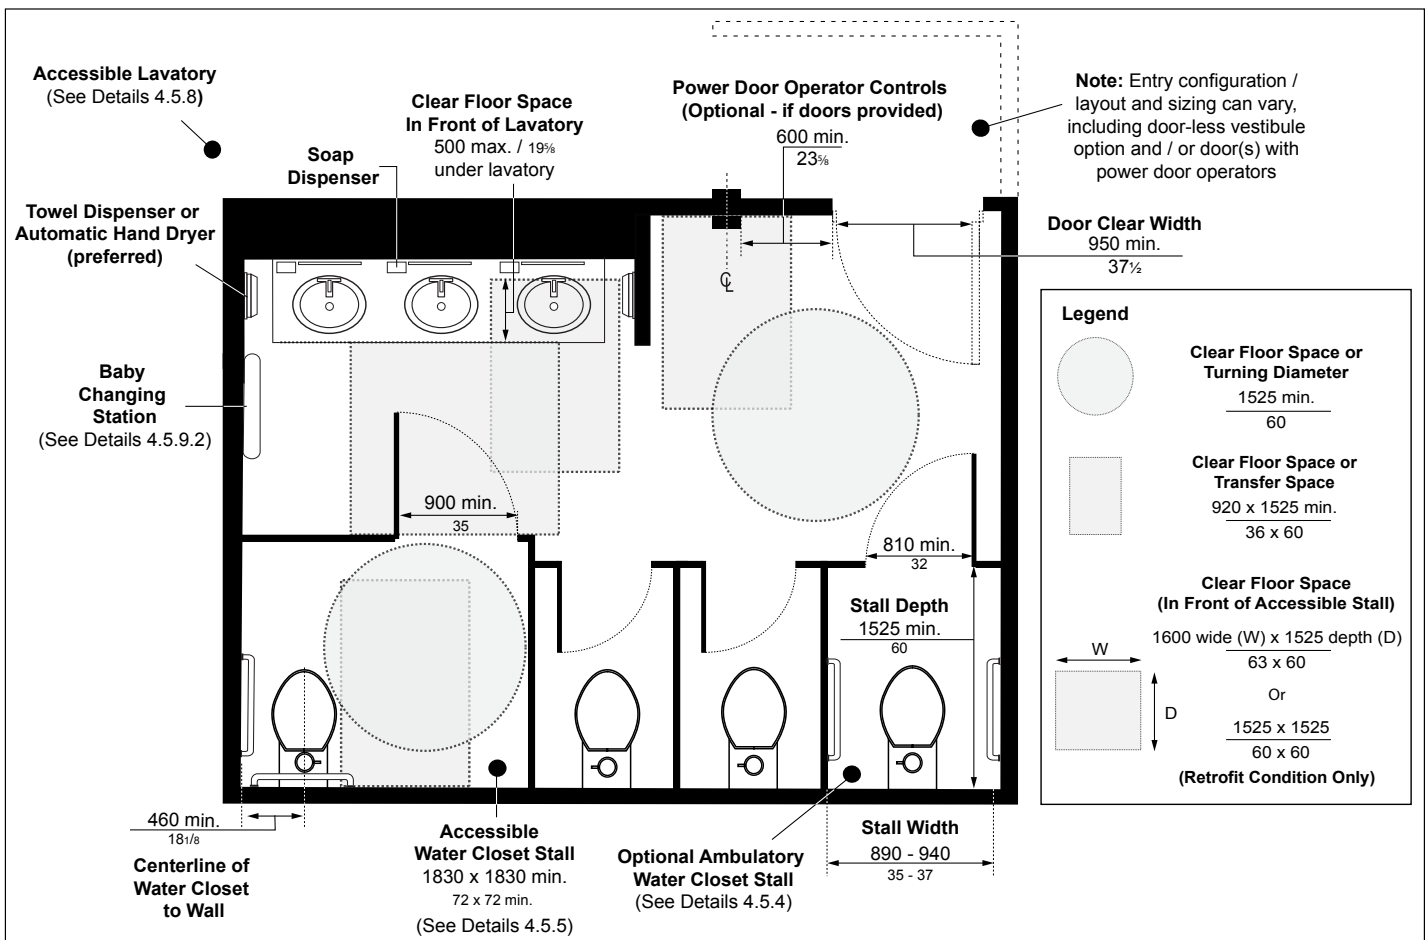 Accessible Lavatory
(See Details 4.5.8)
Clear Floor Space
In Front of Lavatory
500 max. / 19⅝
under lavatory
Soap
Dispenser
Power Door Operator Controls
(Optional - if doors provided)
600 min.
23⅝
Note: Entry configuration /
layout and sizing can vary,
including door-less vestibule
option and / or door(s) with
power door operators
Towel Dispenser or
Automatic Hand Dryer
(preferred)
Door Clear Width
950 min.
37½
℄
Baby
Changing
Station
(See Details 4.5.9.2)
900 min.
35
810 min.
32
Stall Depth
1525 min.
60
Legend
Clear Floor Space or
Turning Diameter
1525 min.
60
Clear Floor Space or
Transfer Space
920 x 1525 min.
36 x 60
Clear Floor Space
(In Front of Accessible Stall)
1600 wide (W) x 1525 depth (D)
63 x 60
Or
1525 x 1525
60 x 60
(Retrofit Condition Only)
W
D
460 min.
18 1/8
Centerline of
Water Closet
to Wall
Accessible
Water Closet Stall
1830 x 1830 min.
72 x 72 min.
(See Details 4.5.5)
Optional Ambulatory
Water Closet Stall
(See Details 4.5.4)
Stall Width
890 - 940
35 - 37